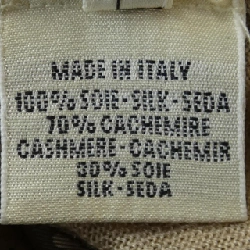 MADE IN ITALY
100% SOIE-SILK-SEDA
70% CACHEMIRE
CASHMERE-CACHEMIR
30% SOIE
SILK-SEDA